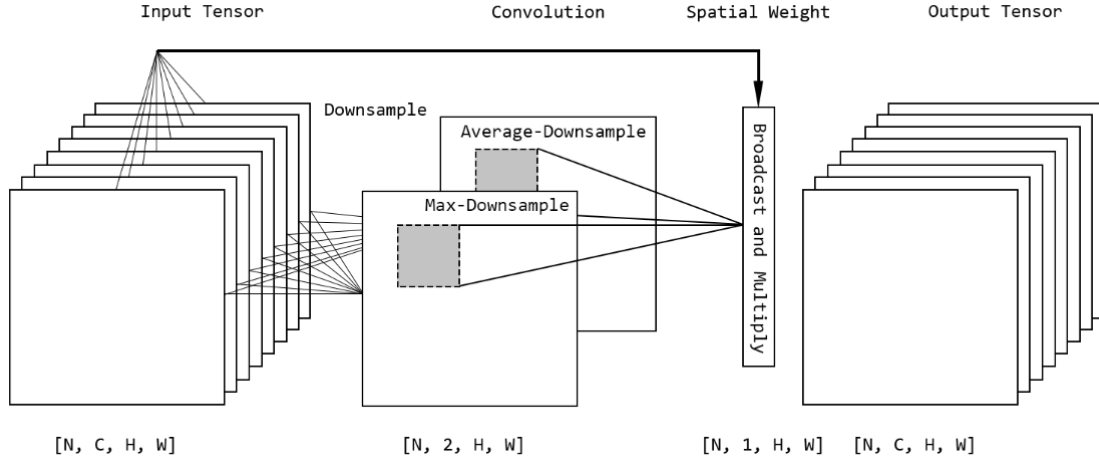 Input Tensor
Convolution
Spatial Weight
Output Tensor
Downsample
Average-Downsample
Max-Downsample
Broadcast and Multiply
[N, C, H, W]
[N, 2, H, W]
[N, 1, H, W]
[N, C, H, W]